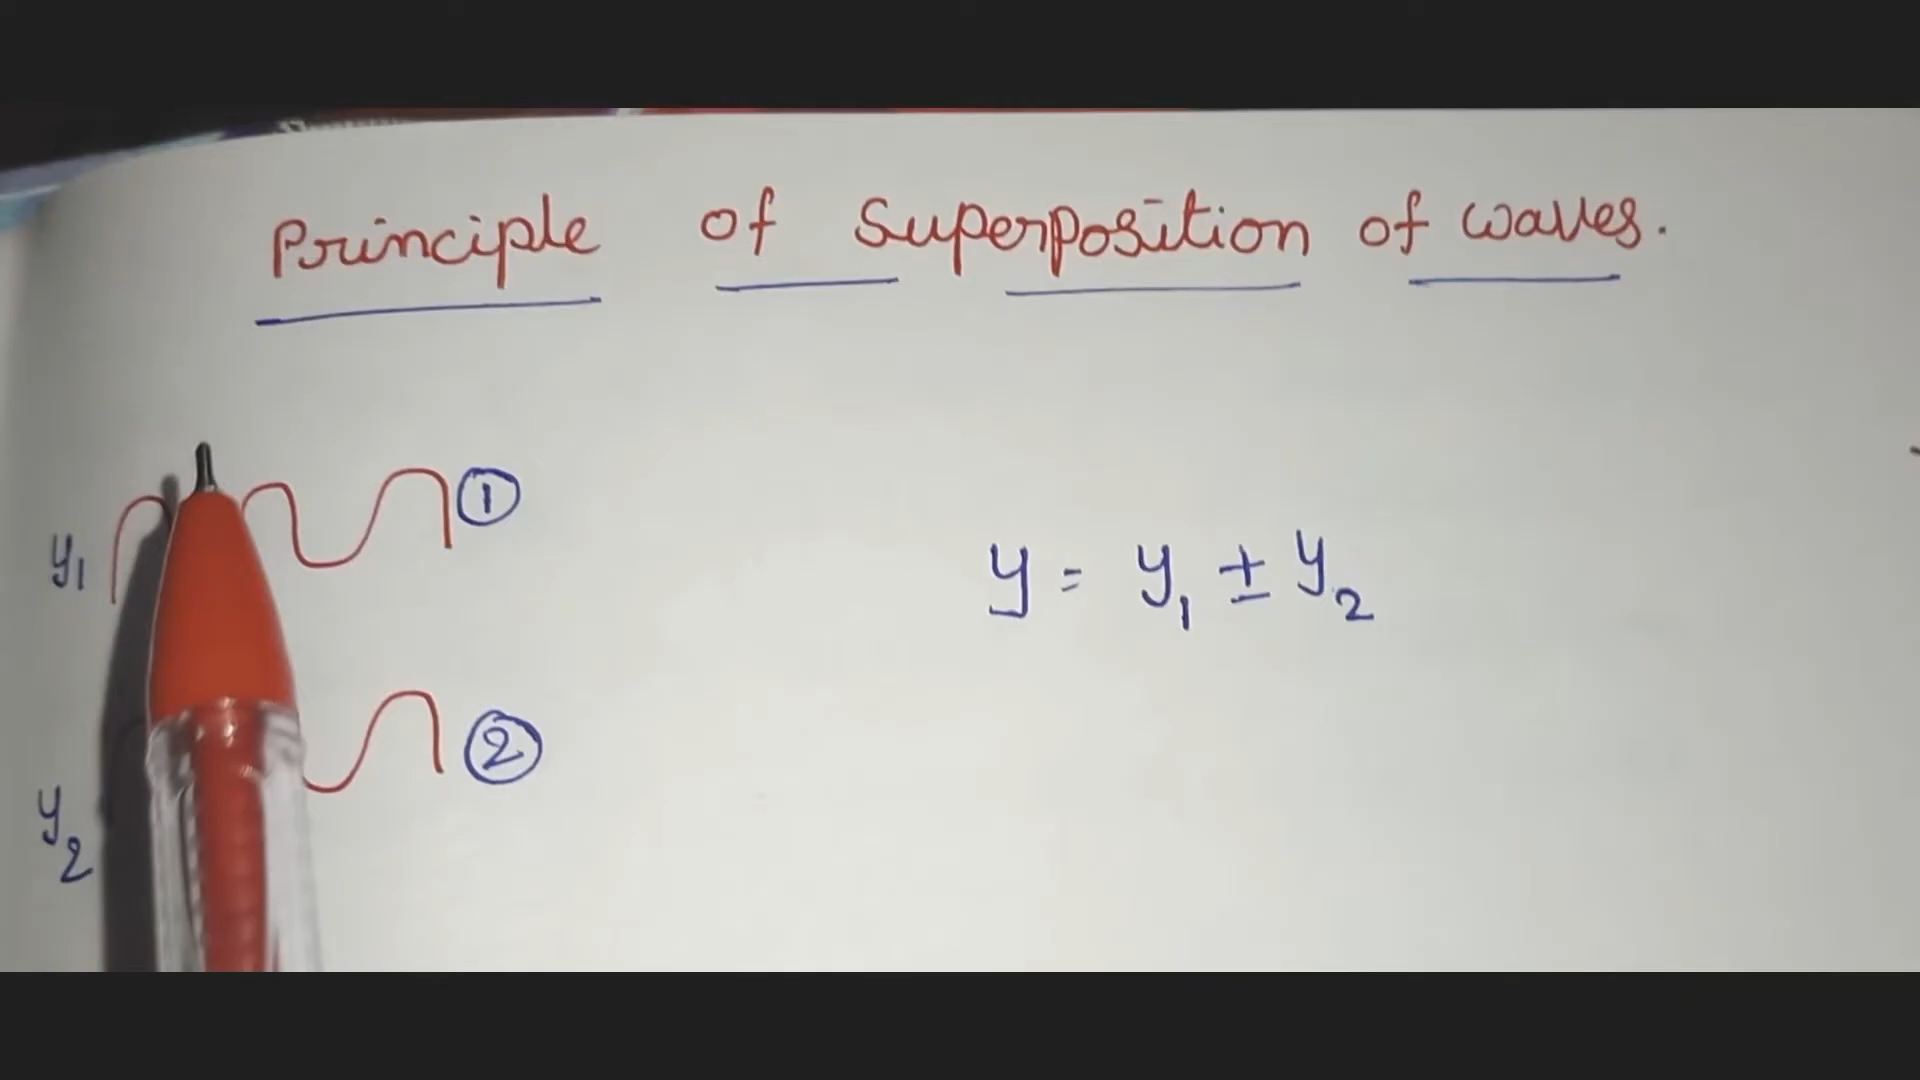 Principle of Superposition of waves.
y1 ①
y = y1 ± y2
y2 ②